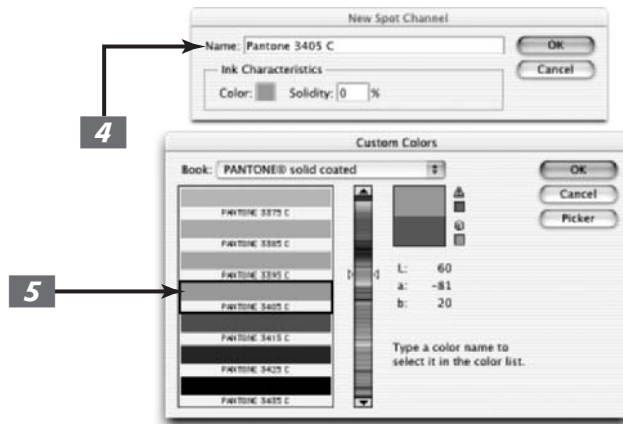 New Spot Channel
Name: Pantone 3405 C
OK
Ink Characteristics
Cancel
Color: Solidity: 0 %
4
Custom Colors
Book: PANTONE® solid coated
OK
Cancel
Picker
PANTONE 3375 C
PANTONE 3385 C
PANTONE 3395 C
L: 60
a: -81
b: 20
5
PANTONE 3405 C
PANTONE 3415 C
Type a color name to
select it in the color list.
PANTONE 3425 C
PANTONE 3435 C